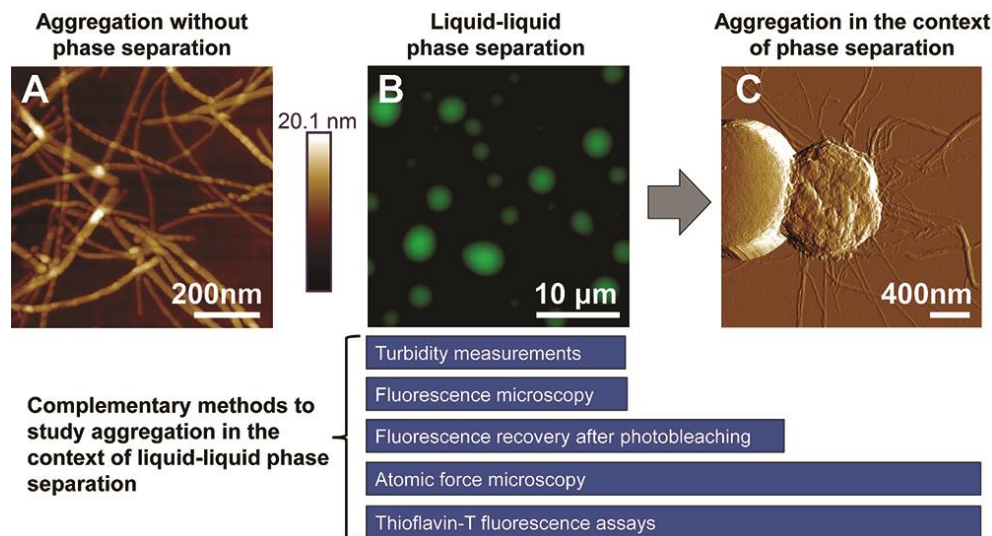 Aggregation without
phase separation
Liquid-liquid
phase separation
Aggregation in the context
of phase separation
A
20.1 nm
200nm
B
10 µm
C
400nm
Complementary methods to
study aggregation in the
context of liquid-liquid phase
separation
Turbidity measurements
Fluorescence microscopy
Fluorescence recovery after photobleaching
Atomic force microscopy
Thioflavin-T fluorescence assays